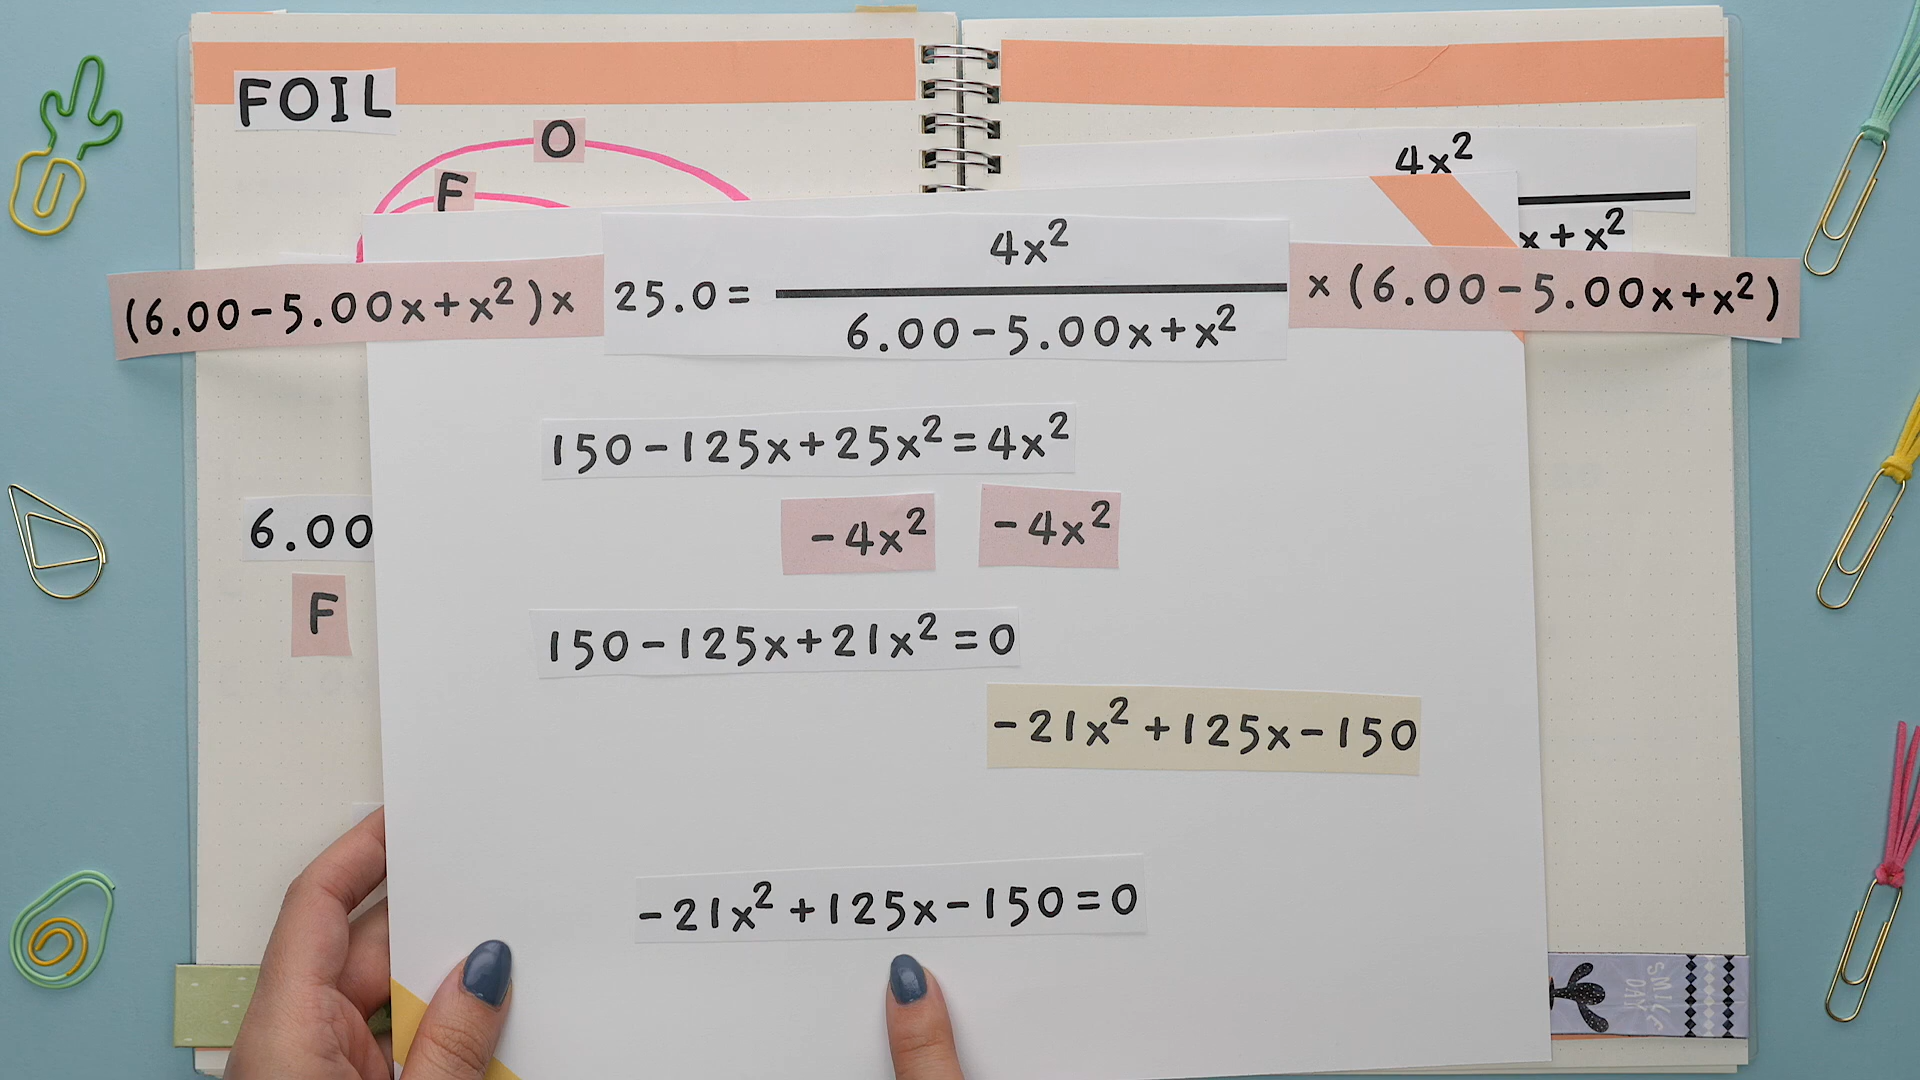 FOIL
O
F
4x²
x+x²
(6.00-5.00x+x²)x 25.0= 4x² x(6.00-5.00x+x²)
6.00-5.00x+x²
150-125x+25x²=4x²
-4x² -4x²
6.00
F
150-125x+21x²=0
-21x²+125x-150
-21x²+125x-150=0
SMILE
DAY